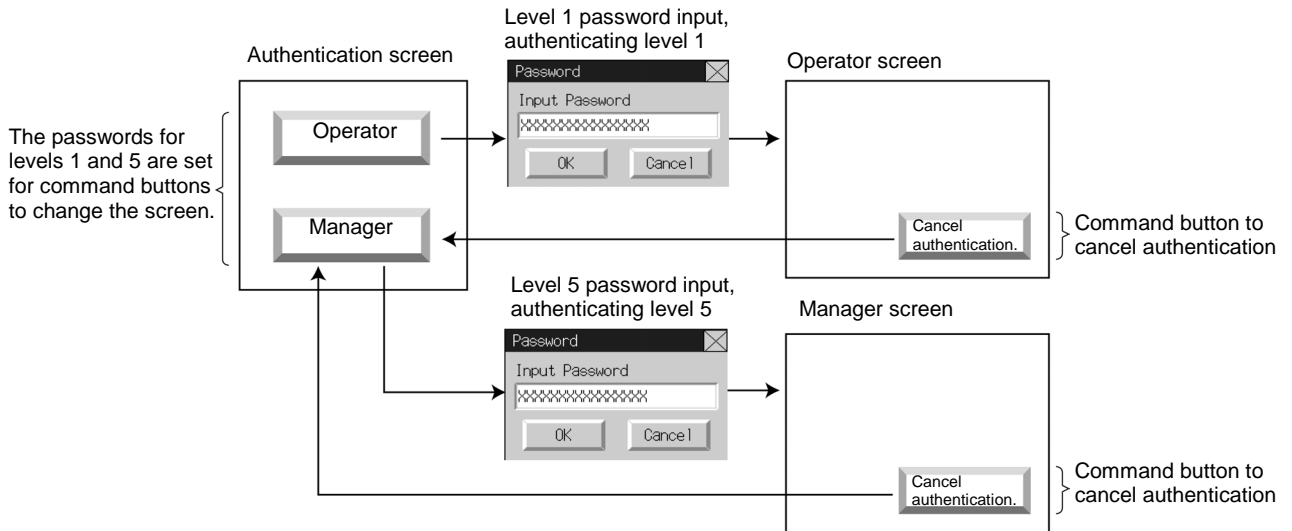 Level 1 password input,
authenticating level 1
Authentication screen
Operator screen
Password
Input Password
XXXXXXXXXXXXXXX
OK
Cancel
Operator
The passwords for
levels 1 and 5 are set
for command buttons
to change the screen.
Manager
Cancel
authentication.
Command button to
cancel authentication
Level 5 password input,
authenticating level 5
Manager screen
Password
Input Password
XXXXXXXXXXXXXXX
OK
Cancel
Cancel
authentication.
Command button to
cancel authentication